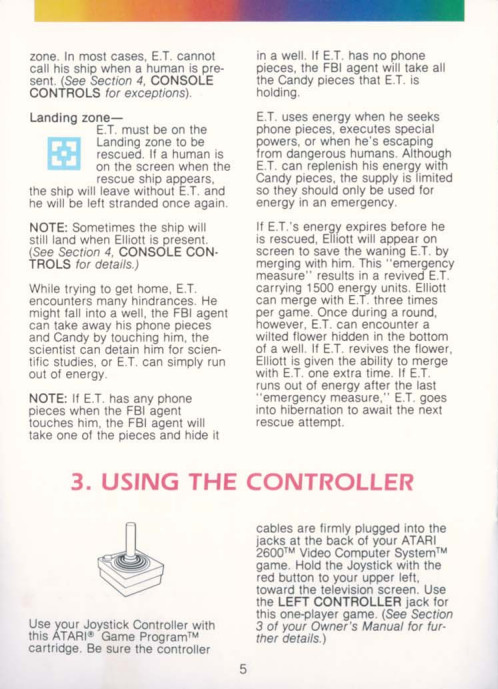 zone. In most cases, E.T. cannot
call his ship when a human is pre-
sent. (See Section 4, CONSOLE
CONTROLS for exceptions).
Landing zone—
E.T. must be on the
Landing zone to be
rescued. If a human is
on the screen when the
rescue ship appears,
the ship will leave without E.T. and
he will be left stranded once again.
NOTE: Sometimes the ship will
still land when Elliott is present.
(See Section 4, CONSOLE CON-
TROLS for details.)
While trying to get home, E.T.
encounters many hindrances. He
might fall into a well, the FBI agent
can take away his phone pieces
and Candy by touching him, the
scientist can detain him for scien-
tific studies, or E.T. can simply run
out of energy.
NOTE: If E.T. has any phone
pieces when the FBI agent
touches him, the FBI agent will
take one of the pieces and hide it
in a well. If E.T. has no phone
pieces, the FBI agent will take all
the Candy pieces that E.T. is
holding.
E.T. uses energy when he seeks
phone pieces, executes special
powers, or when he's escaping
from dangerous humans. Although
E.T. can replenish his energy with
Candy pieces, the supply is limited
so they should only be used for
energy in an emergency.
If E.T.'s energy expires before he
is rescued, Elliott will appear on
screen to save the waning E.T. by
merging with him. This "emergency
measure" results in a revived E.T.
carrying 1500 energy units. Elliott
can merge with E.T. three times
per game. Once during a round,
however, E.T. can encounter a
wilted flower hidden in the bottom
of a well. If E.T. revives the flower,
Elliott is given the ability to merge
with E.T. one extra time. If E.T.
runs out of energy after the last
"emergency measure," E.T. goes
into hibernation to await the next
rescue attempt.
3. USING THE CONTROLLER
Use your Joystick Controller with
this ATARI® Game Program™
cartridge. Be sure the controller
cables are firmly plugged into the
jacks at the back of your ATARI
2600™ Video Computer System™
game. Hold the Joystick with the
red button to your upper left,
toward the television screen. Use
the LEFT CONTROLLER jack for
this one-player game. (See Section
3 of your Owner's Manual for fur-
ther details.)
5